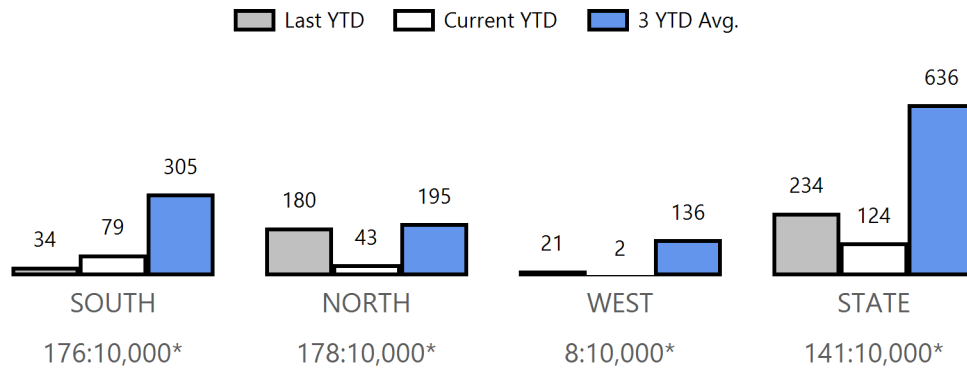 Last YTD Current YTD 3 YTD Avg.
34 79 305 180 43 195 21 2 136 234 124 636
SOUTH NORTH WEST STATE
176:10,000* 178:10,000* 8:10,000* 141:10,000*